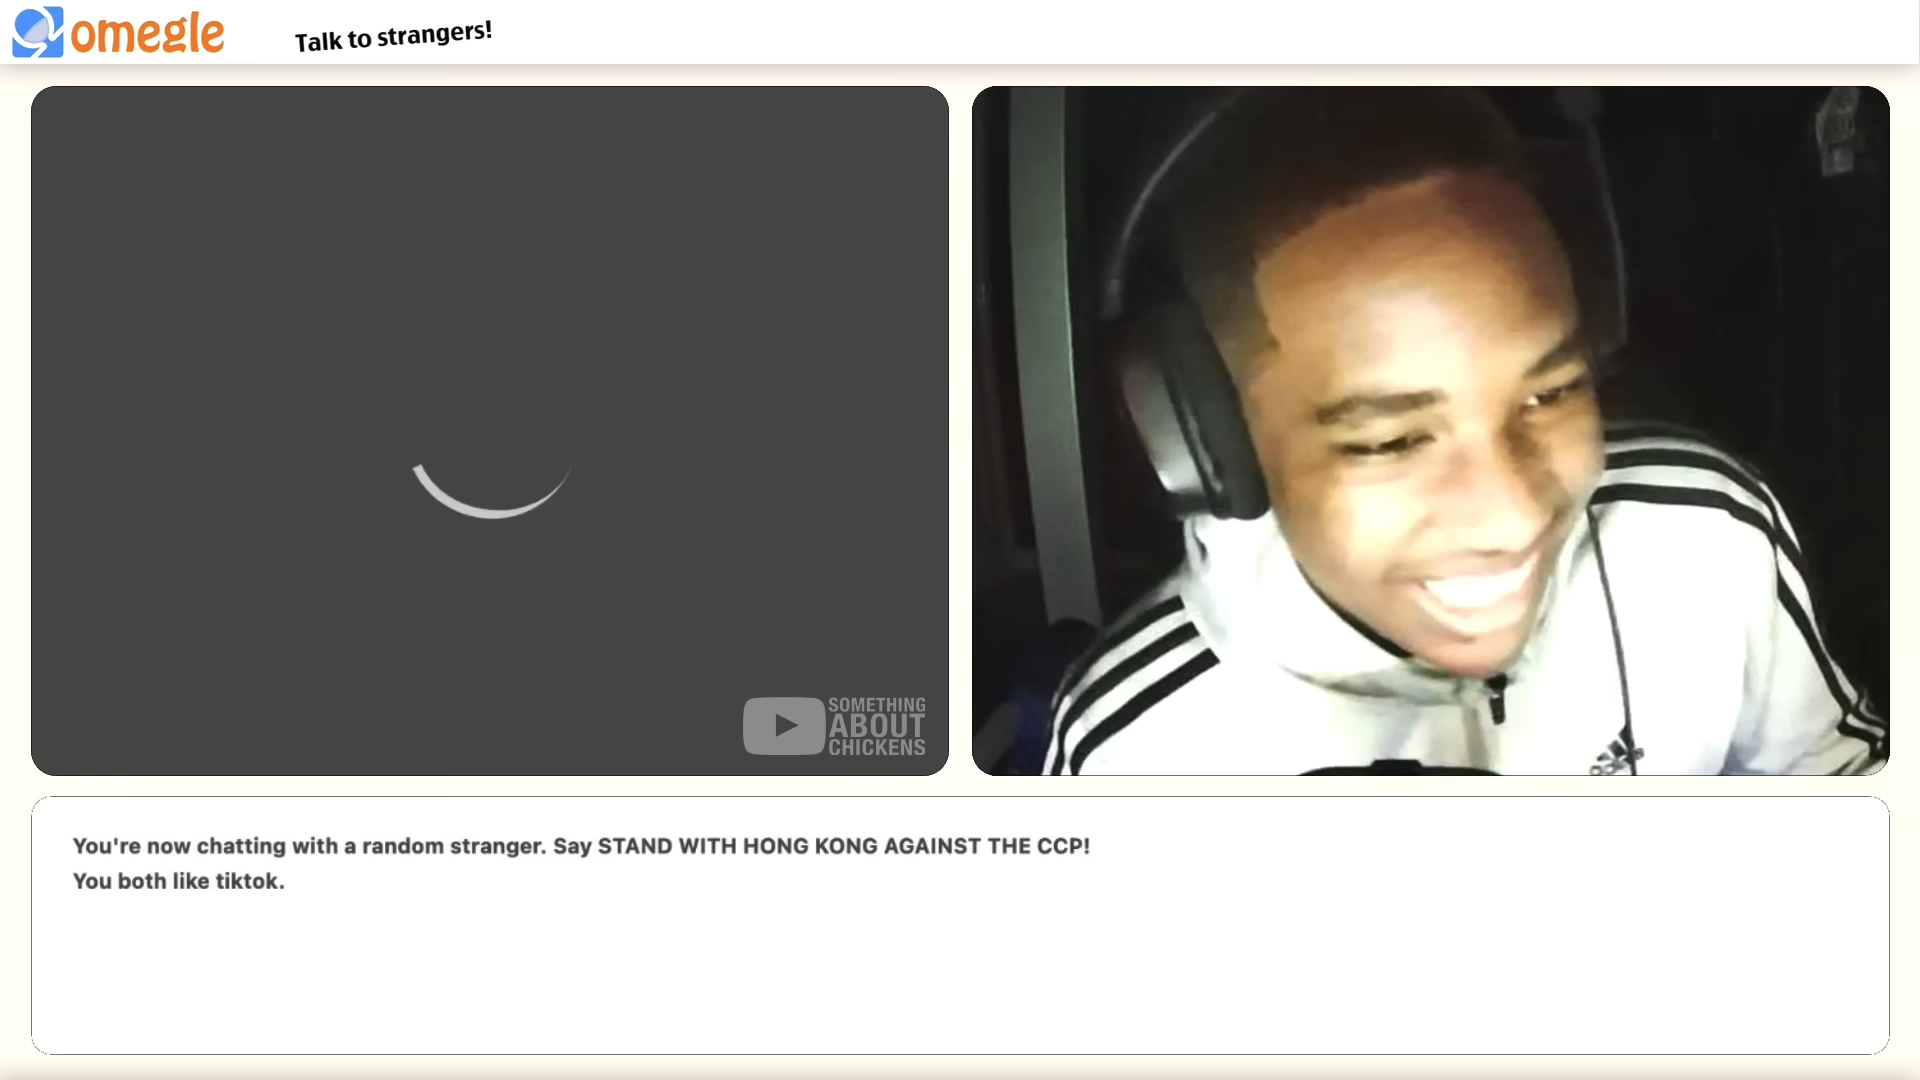 omegle
Talk to strangers!
SOMETHING
ABOUT
CHICKENS
adidas
You're now chatting with a random stranger. Say STAND WITH HONG KONG AGAINST THE CCP!
You both like tiktok.